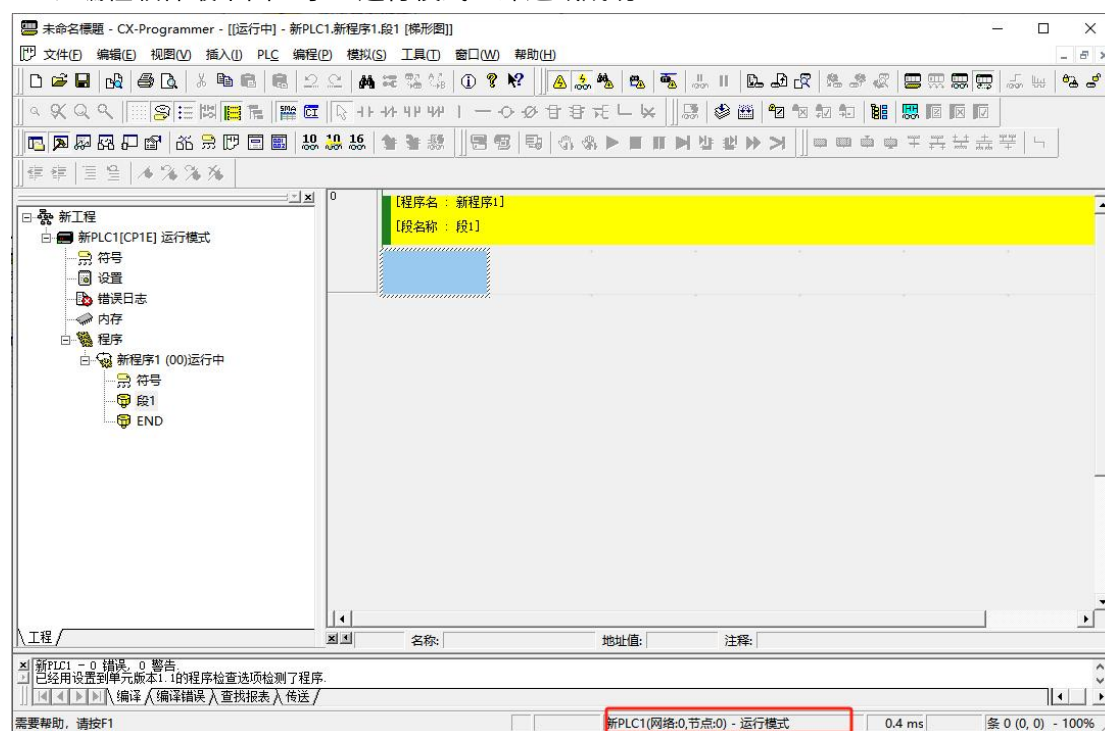 未命名標題 - CX-Programmer - [[运行中] - 新PLC1.新程序1.段1 [梯形图]]
文件(F) 编辑(E) 视图(V) 插入(I) PLC 编程(P) 模拟(S) 工具(T) 窗口(W) 帮助(H)
10 10 16
新工程
新PLC1[CP1E] 运行模式
符号
设置
错误日志
内存
程序
新程序1 (00)运行中
符号
段1
END
工程
0
[程序名 : 新程序1]
[段名称 : 段1]
名称: 地址值: 注释:
新PLC1 - 0 错误, 0 警告.
已经用设置到单元版本1.1的程序检查选项检测了程序.
编译 编译错误 查找报表 传送
需要帮助，请按F1 新PLC1(网络:0,节点:0) - 运行模式 0.4 ms 条 0 (0, 0) - 100%